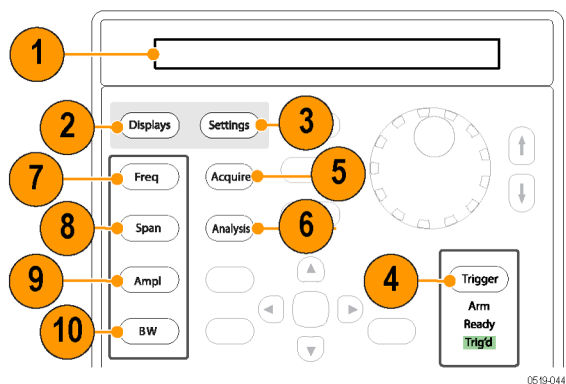 1
2
Displays
Settings
3
7
Freq
Acquire
5
8
Span
Analysis
6
9
Ampl
4
Trigger
10
BW
Arm
Ready
Trig'd
0519-044